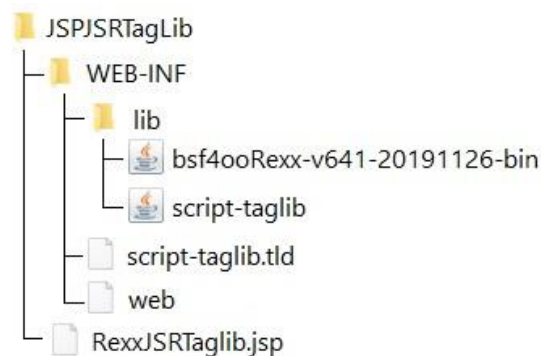 JSPJSRTagLib
WEB-INF
lib
bsf4ooRexx-v641-20191126-bin
script-taglib
script-taglib.tld
web
RexxJSRTaglib.jsp